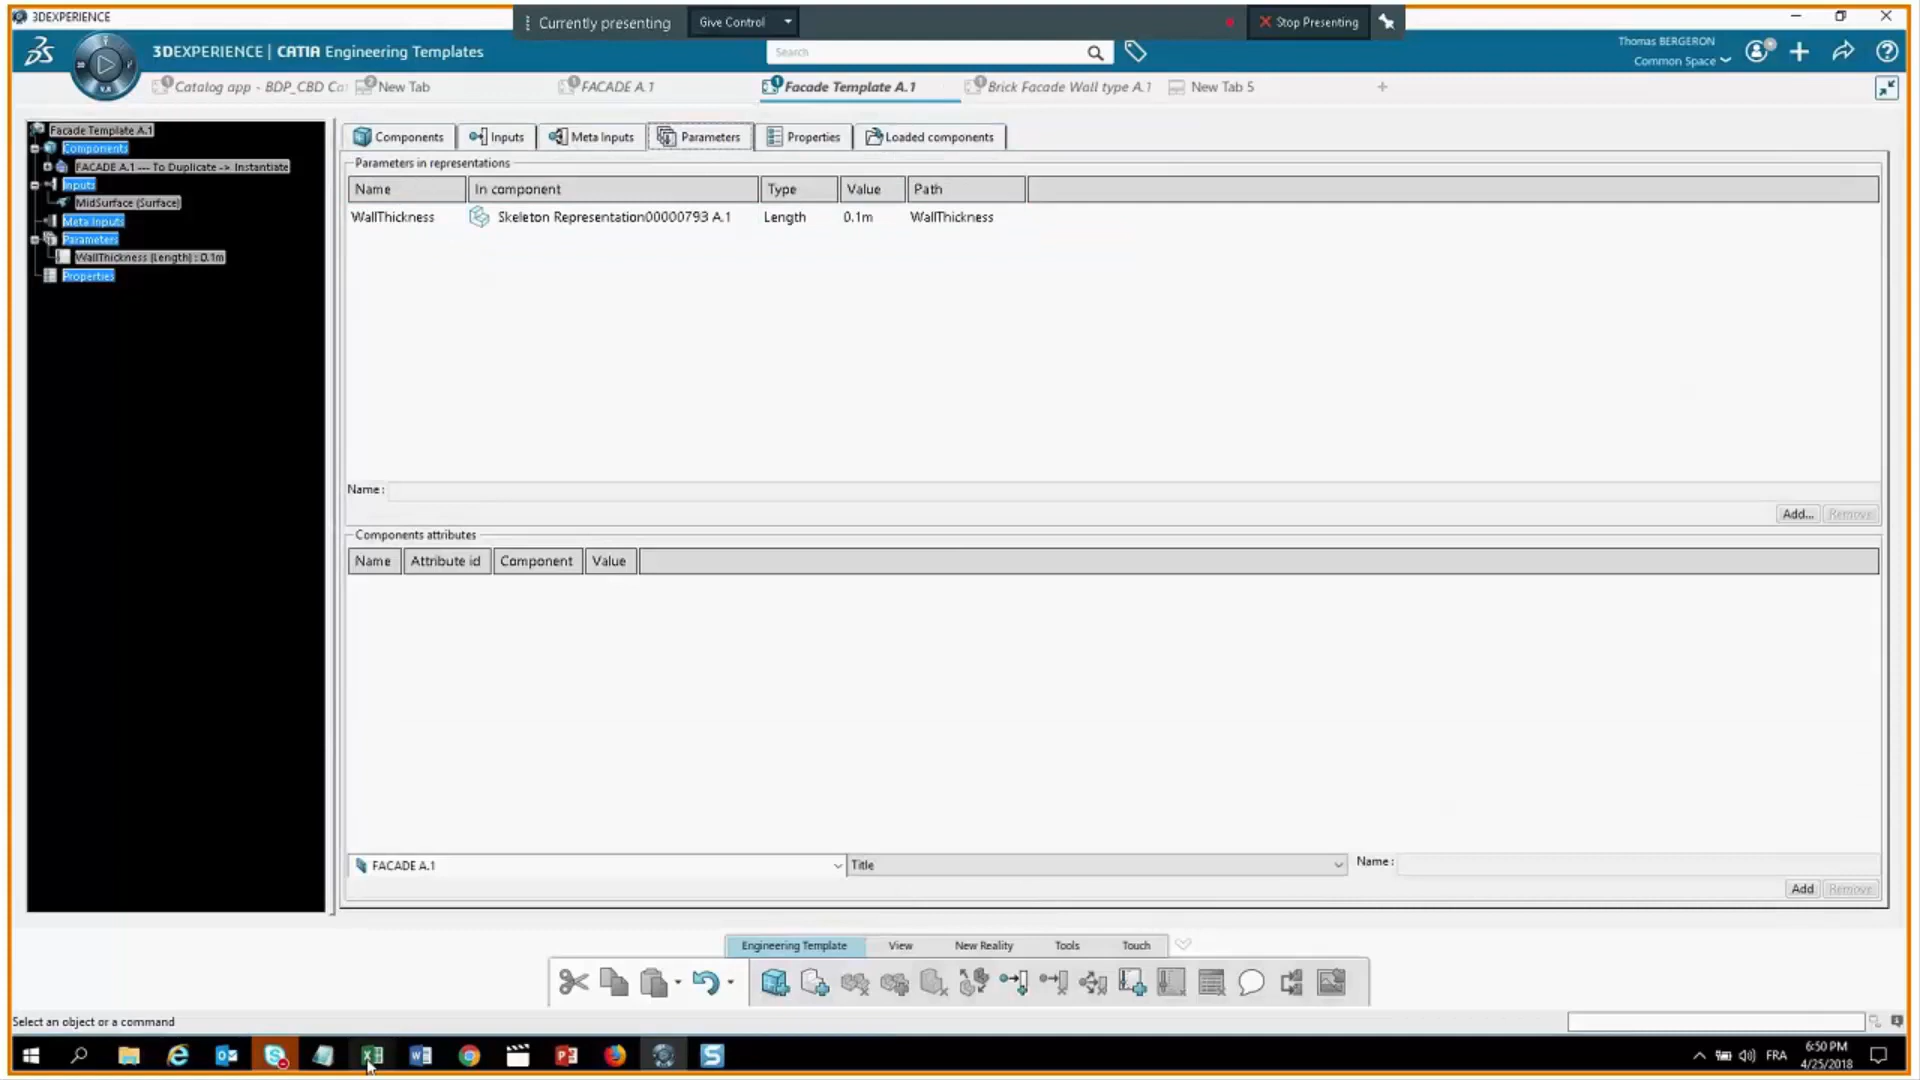 3DEXPERIENCE
Currently presenting
Give Control
Stop Presenting
3DEXPERIENCE | CATIA Engineering Templates
Search
Thomas BERGERON
Common Space
Catalog app - BDP_CBD Ca
New Tab
FACADE A.1
Facade Template A.1
Brick Facade Wall type A.1
New Tab 5
+
Facade Template A.1
Components
FACADE A.1 --- To Duplicate -> Instantiate
Inputs
MidSurface (Surface)
Meta Inputs
Parameters
WallThickness (Length) : 0.1m
Properties
Components
Inputs
Meta Inputs
Parameters
Properties
Loaded components
Parameters in representations
Name
In component
Type
Value
Path
WallThickness
Skeleton Representation00000793 A.1
Length
0.1m
WallThickness
Name :
Add...
Remove
Components attributes
Name
Attribute id
Component
Value
FACADE A.1
Title
Name :
Add
Remove
Engineering Template
View
New Reality
Tools
Touch
Select an object or a command
FRA
6:50 PM
4/25/2018